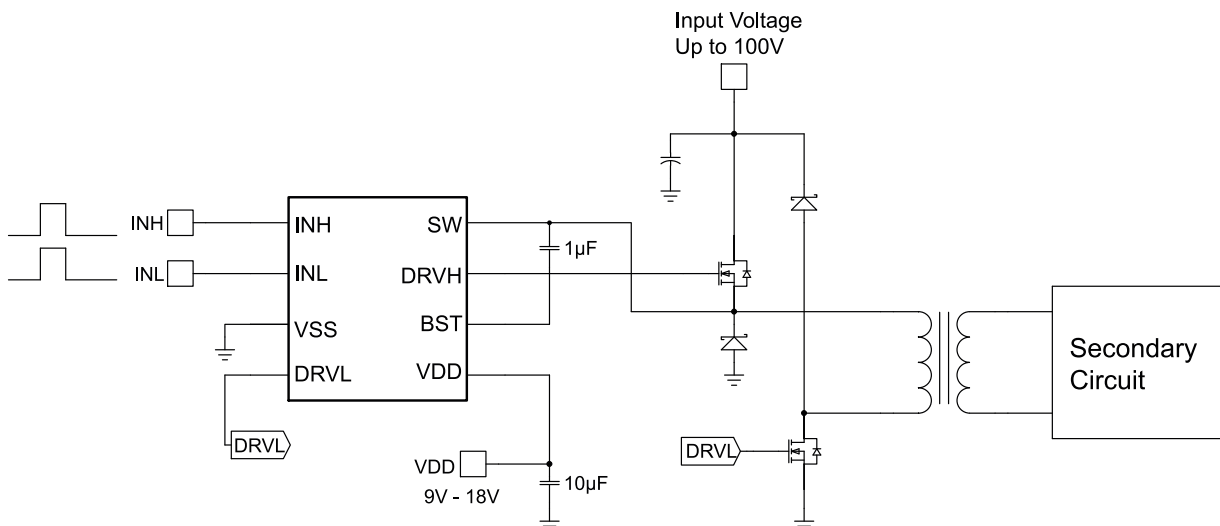 Input Voltage
Up to 100V
INH
INL
INH
INL
VSS
DRVL
SW
DRVH
BST
VDD
1µF
DRVL
VDD
9V - 18V
10µF
DRVL
Secondary
Circuit